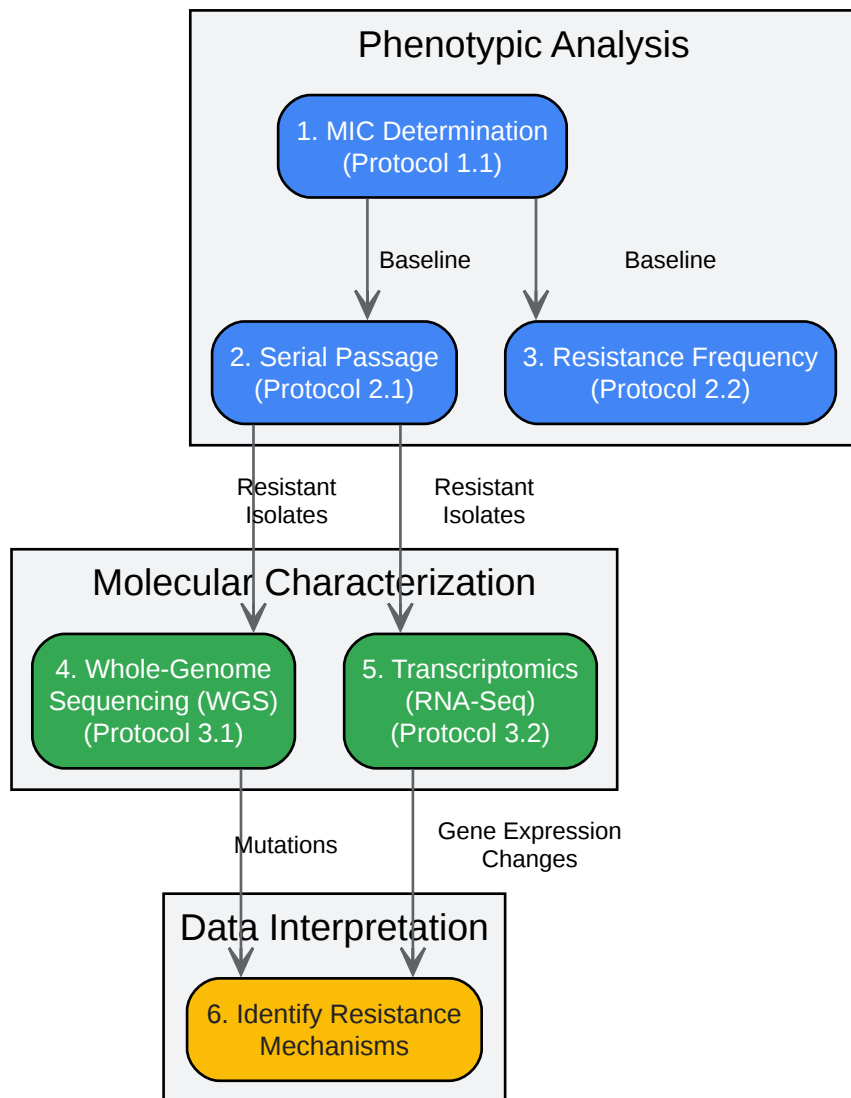 Phenotypic Analysis
1. MIC Determination
(Protocol 1.1)
Baseline
Baseline
2. Serial Passage
(Protocol 2.1)
3. Resistance Frequency
(Protocol 2.2)
Resistant
Isolates
Resistant
Isolates
Molecular Characterization
4. Whole-Genome
Sequencing (WGS)
(Protocol 3.1)
5. Transcriptomics
(RNA-Seq)
(Protocol 3.2)
Mutations
Gene Expression
Changes
Data Interpretation
6. Identify Resistance
Mechanisms